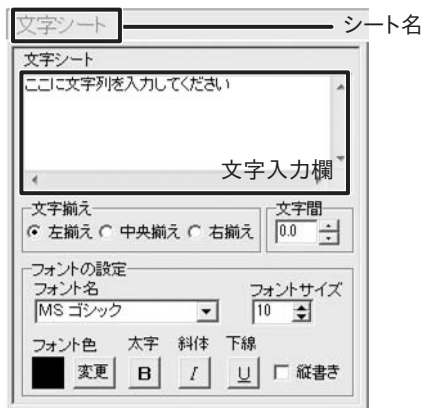 文字シート
シート名
文字シート
ここに文字列を入力してください
文字入力欄
文字揃え
文字間
左揃え 中央揃え 右揃え
0.0
フォントの設定
フォント名
フォントサイズ
MS ゴシック
10
フォント色 太字 斜体 下線
変更 B I U 縦書き